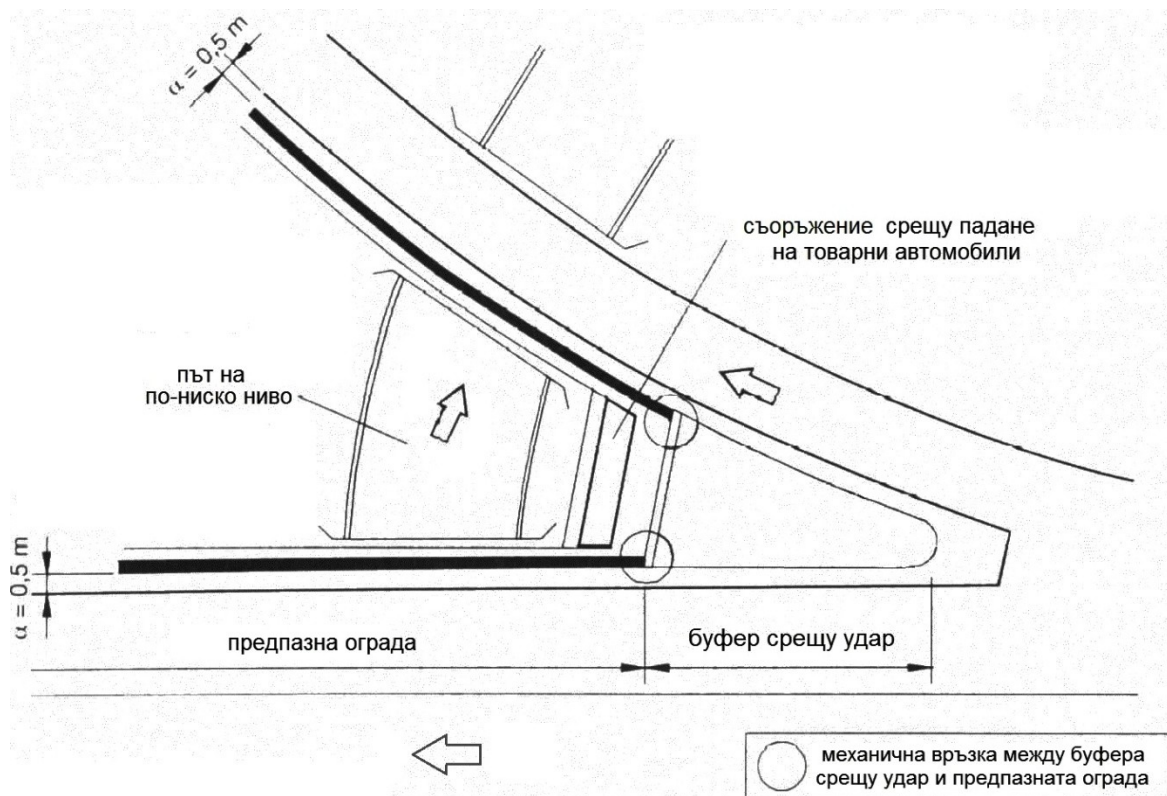 α = 0,5 m
съоръжение срещу падане
на товарни автомобили
път на
по-ниско ниво
α = 0,5 m
предпазна ограда
буфер срещу удар
механична връзка между буфера
срещу удар и предпазната ограда